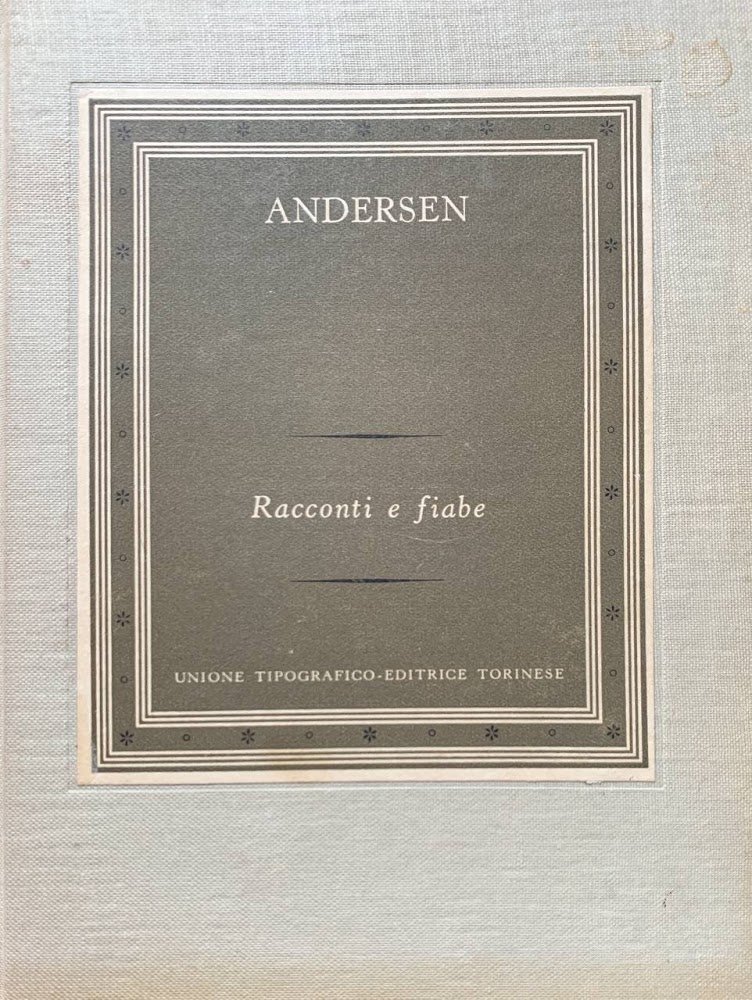 ANDERSEN
Racconti e fiabe
UNIONE TIPOGRAFICO-EDITRICE TORINESE